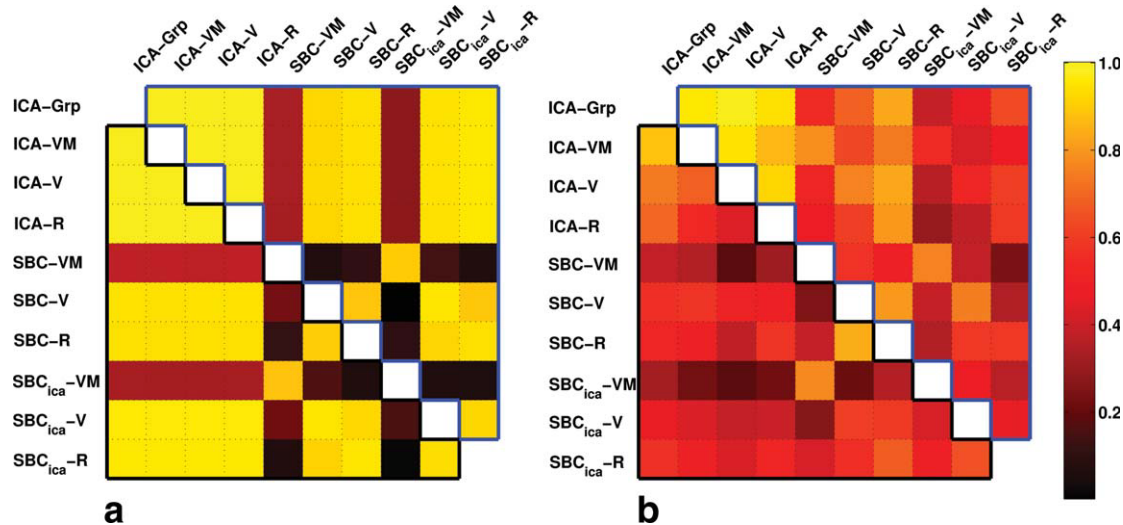 ICA–Grp ICA–VM ICA–V ICA–R SBC–VM SBC–V SBC–R SBCica–VM SBCica–V SBCica–R
ICA–Grp
ICA–VM
ICA–V
ICA–R
SBC–VM
SBC–V
SBC–R
SBCica–VM
SBCica–V
SBCica–R
a
ICA–Grp ICA–VM ICA–V ICA–R SBC–VM SBC–V SBC–R SBCica–VM SBCica–V SBCica–R
ICA–Grp
ICA–VM
ICA–V
ICA–R
SBC–VM
SBC–V
SBC–R
SBCica–VM
SBCica–V
SBCica–R
b
1.0
0.8
0.6
0.4
0.2